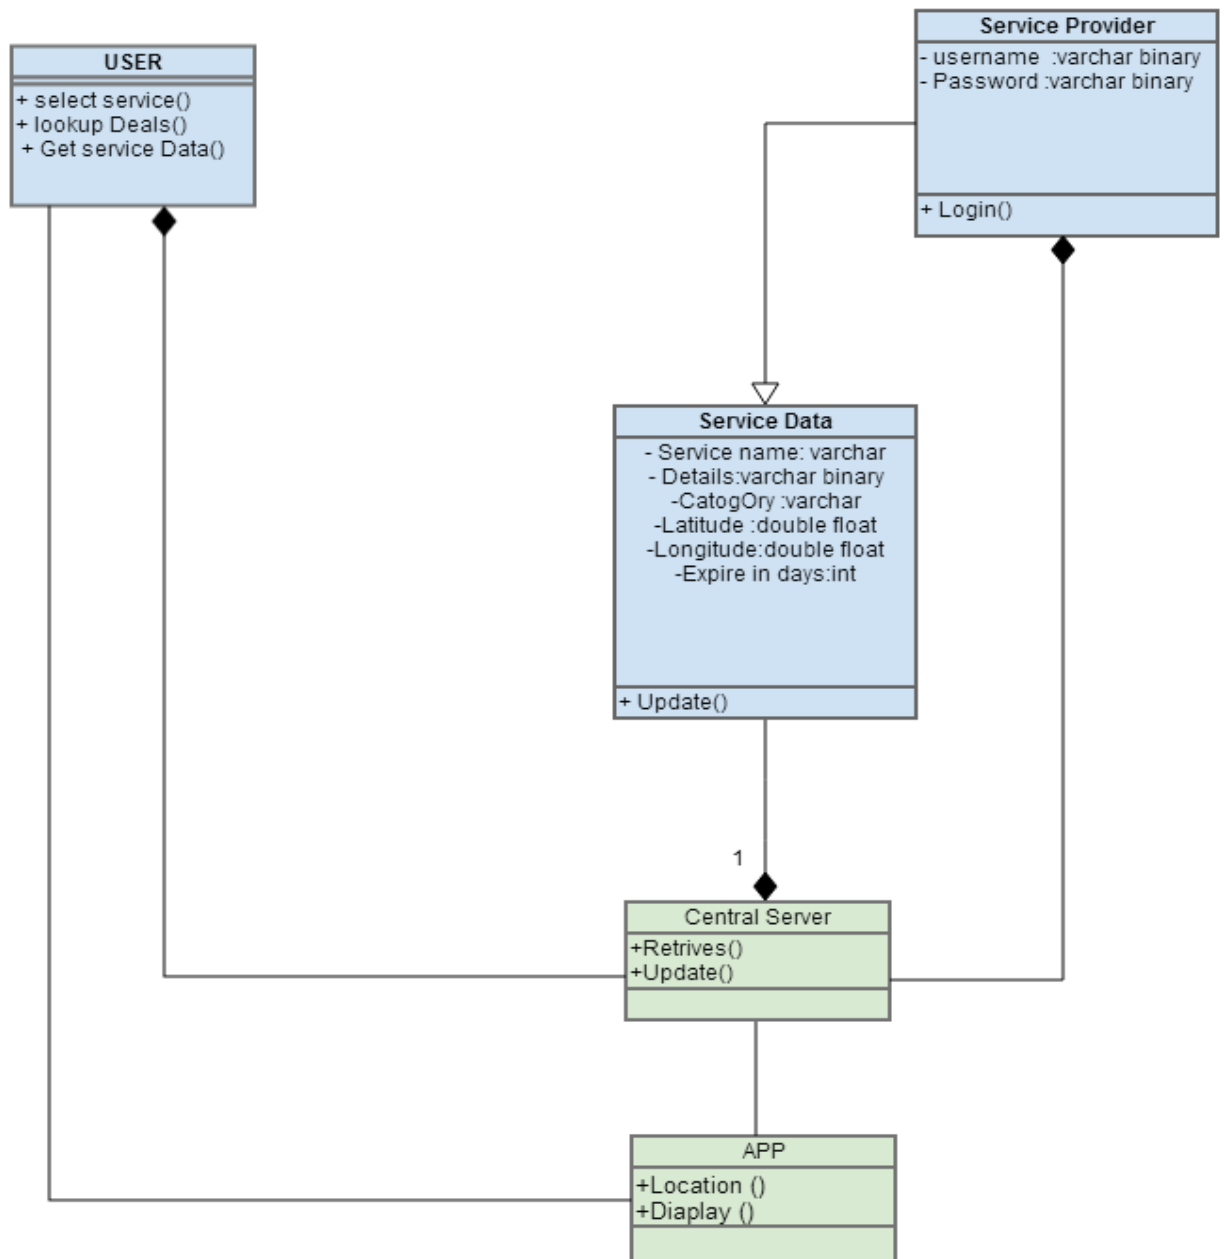 USER
+ select service()
+ lookup Deals()
+ Get service Data()
Service Provider
- username :varchar binary
- Password :varchar binary
+ Login()
Service Data
- Service name: varchar
- Details:varchar binary
-CatogOry :varchar
-Latitude :double float
-Longitude:double float
-Expire in days:int
+ Update()
1
Central Server
+Retrives()
+Update()
APP
+Location ()
+Diaplay ()